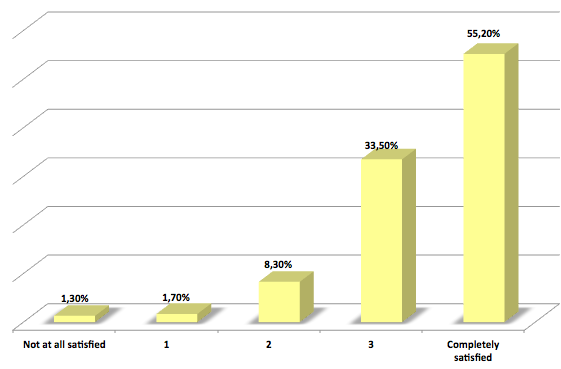 55,20%
33,50%
8,30%
1,30%
1,70%
Not at all satisfied
1
2
3
Completely
satisfied